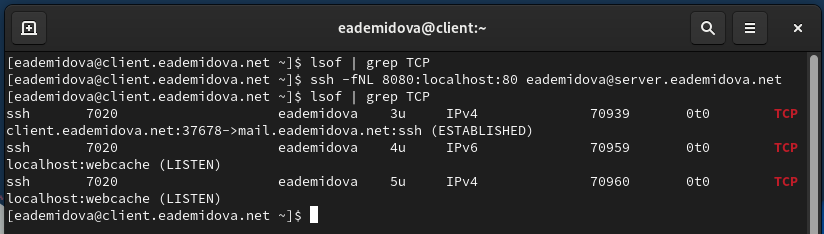 eademidova@client:~
[eademidova@client.eademidova.net ~]$ lsof | grep TCP
[eademidova@client.eademidova.net ~]$ ssh -fNL 8080:localhost:80 eademidova@server.eademidova.net
[eademidova@client.eademidova.net ~]$ lsof | grep TCP
ssh       7020                    eademidova    3u     IPv4              70939       0t0        TCP
client.eademidova.net:37678->mail.eademidova.net:ssh (ESTABLISHED)
ssh       7020                    eademidova    4u     IPv6              70959       0t0        TCP
localhost:webcache (LISTEN)
ssh       7020                    eademidova    5u     IPv4              70960       0t0        TCP
localhost:webcache (LISTEN)
[eademidova@client.eademidova.net ~]$